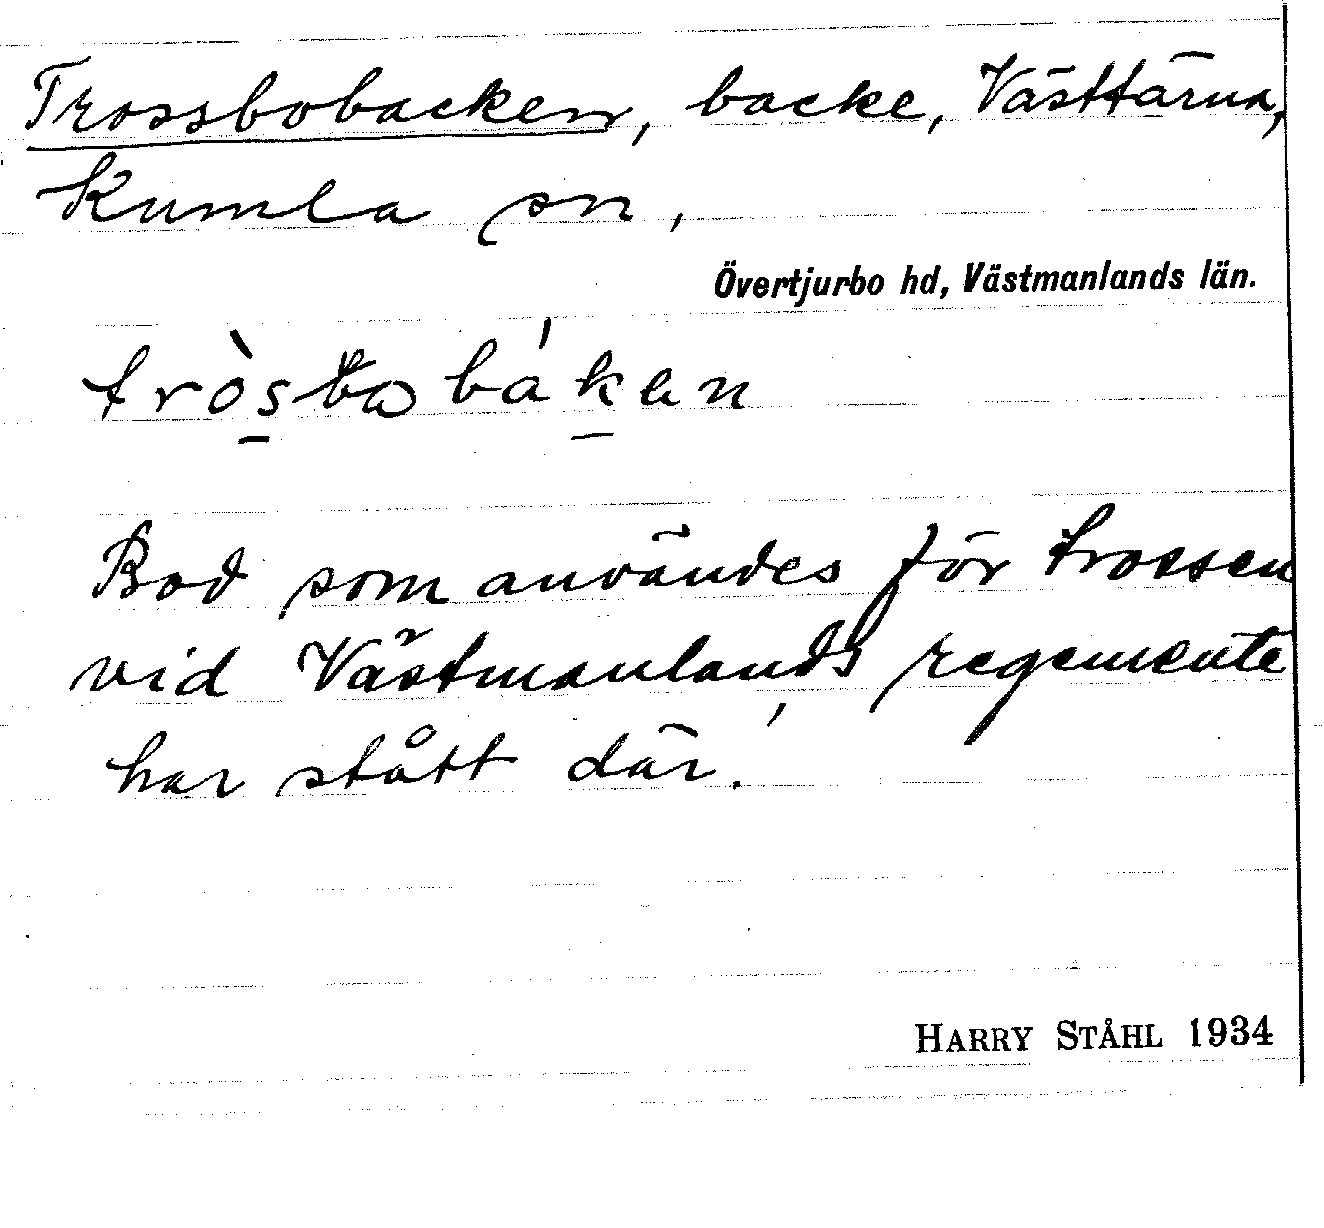 Trossbobacken, backe, Västtärna,
Kumla sn,
Övertjurbo hd, Västmanlands län.
tròsbobákan
Bod som användes för trossen
vid Västmanlands regemente
har stått där.
HARRY STÅHL 1934